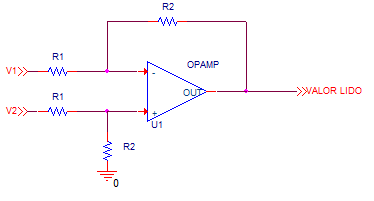 R2
R1
V1
OPAMP
-
OUT
VALOR LIDO
R1
V2
+
U1
R2
0